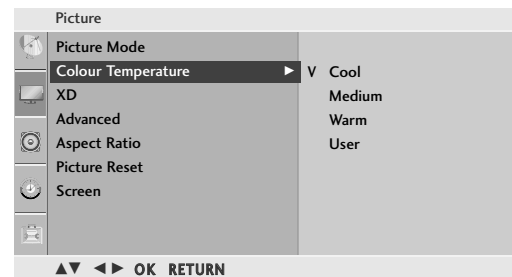 Picture
Picture Mode
Colour Temperature ► V Cool
XD Medium
Advanced Warm
Aspect Ratio User
Picture Reset
Screen
▲▼ ◄► OK RETURN